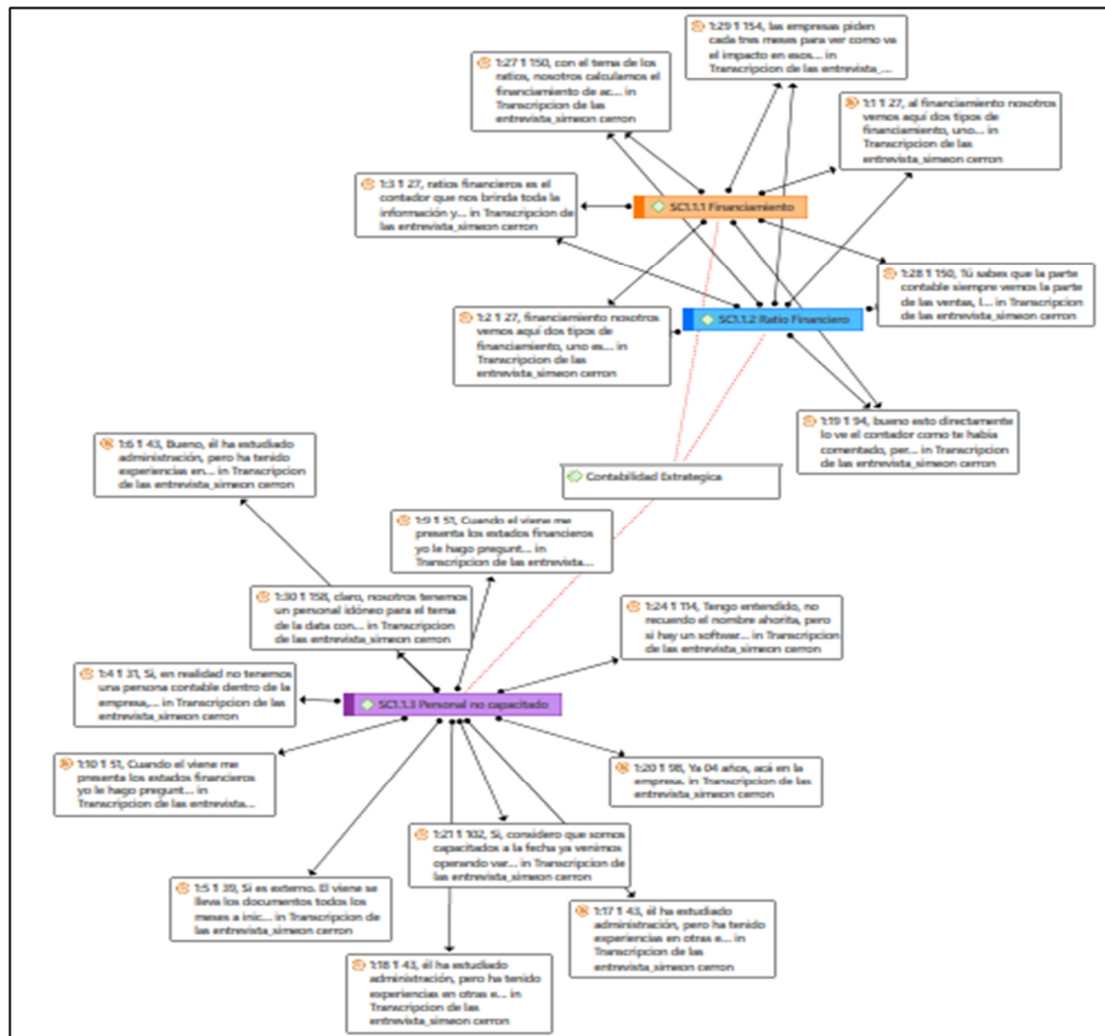 1:29 ¶ 154, las empresas piden
cada tres meses para ver como va
el impacto en esos... in
Transcripcion de las entrevista_...
1:27 ¶ 150, con el tema de los
ratios, nosotros calculamos el
financiamiento de ac... in
Transcripcion de las
entrevista_simeon cerron
1:1 ¶ 27, al financiamiento nosotros
vemos aquí dos tipos de
financiamiento, uno... in
Transcripcion de las
entrevista_simeon cerron
1:3 ¶ 27, ratios financieros es el
contador que nos brinda toda la
información y... in Transcripcion de
las entrevista_simeon cerron
SC1.1.1 Financiamiento
1:28 ¶ 150, Tú sabes que la parte
contable siempre vemos la parte
de las ventas, l... in Transcripcion
de las entrevista_simeon cerron
1:2 ¶ 27, financiamiento nosotros
vemos aquí dos tipos de
financiamiento, uno es... in
Transcripcion de las
entrevista_simeon cerron
SC1.1.2 Ratio Financiero
1:19 ¶ 94, bueno esto directamente
lo ve el contador como te había
comentado, per... in Transcripcion
de las entrevista_simeon cerron
1:6 ¶ 43, Bueno, él ha estudiado
administración, pero ha tenido
experiencias en... in Transcripcion
de las entrevista_simeon cerron
Contabilidad Estrategica
1:9 ¶ 51, Cuando el viene me
presenta los estados financieros
yo le hago pregunt... in
Transcripcion de las entrevista...
1:30 ¶ 158, claro, nosotros tenemos
un personal idóneo para el tema
de la data con... in Transcripcion
de las entrevista_simeon cerron
1:24 ¶ 114, Tengo entendido, no
recuerdo el nombre ahorita, pero
si hay un softwar... in Transcripcion
de las entrevista_simeon cerron
1:4 ¶ 31, Si, en realidad no tenemos
una persona contable dentro de la
empresa,... in Transcripcion de
las entrevista_simeon cerron
SC1.1.3 Personal no capacitado
1:10 ¶ 51, Cuando el viene me
presenta los estados financieros
yo le hago pregunt... in
Transcripcion de las entrevista...
1:20 ¶ 98, Ya 04 años, acá en la
empresa. in Transcripcion de las
entrevista_simeon cerron
1:21 ¶ 102, Si, considero que somos
capacitados a la fecha ya venimos
operando var... in Transcripcion de
las entrevista_simeon cerron
1:5 ¶ 39, Si es externo. El viene se
lleva los documentos todos los
meses a inic... in Transcripcion de
las entrevista_simeon cerron
1:17 ¶ 43, él ha estudiado
administración, pero ha tenido
experiencias en otras e... in
Transcripcion de las
entrevista_simeon cerron
1:18 ¶ 43, él ha estudiado
administración, pero ha tenido
experiencias en otras e... in
Transcripcion de las
entrevista_simeon cerron